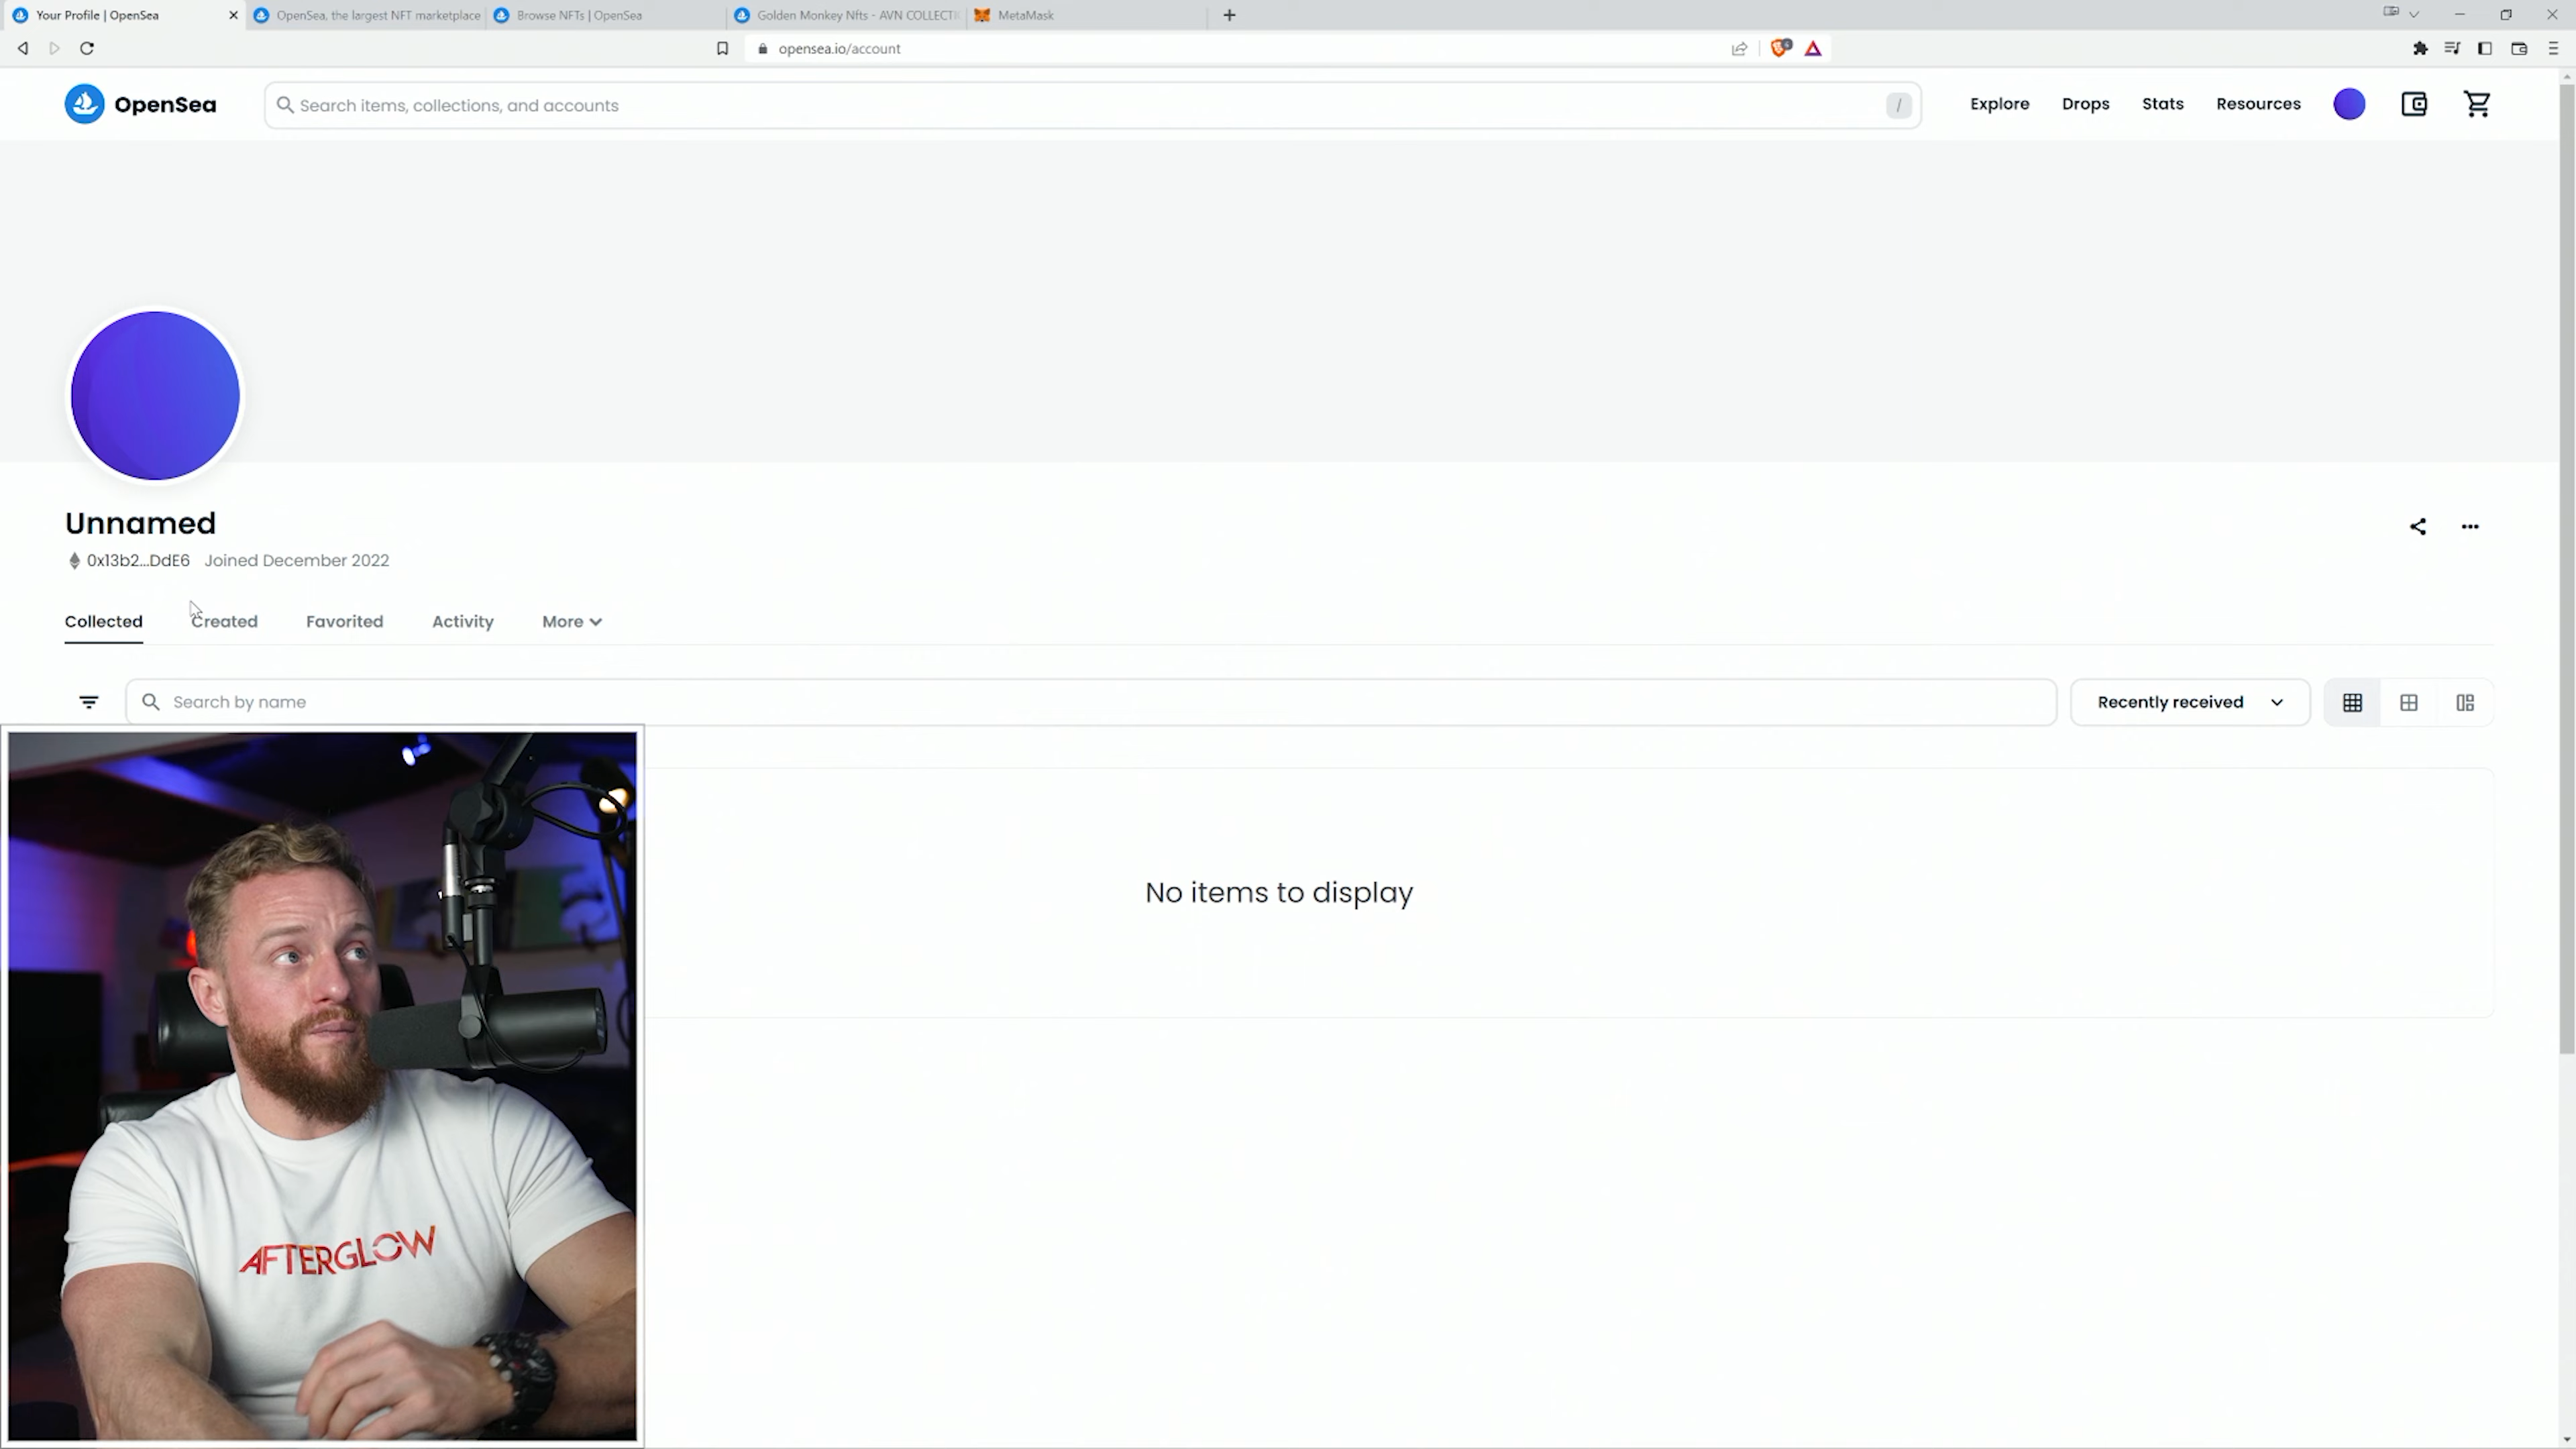 Your Profile | OpenSea
OpenSea, the largest NFT marketplace
Browse NFTs | OpenSea
Golden Monkey Nfts - AVN COLLECTI
MetaMask
opensea.io/account
OpenSea
Search items, collections, and accounts
/
Explore
Drops
Stats
Resources
Unnamed
0x13b2...DdE6 Joined December 2022
Collected
Created
Favorited
Activity
More
Search by name
Recently received
No items to display
AFTERGLOW